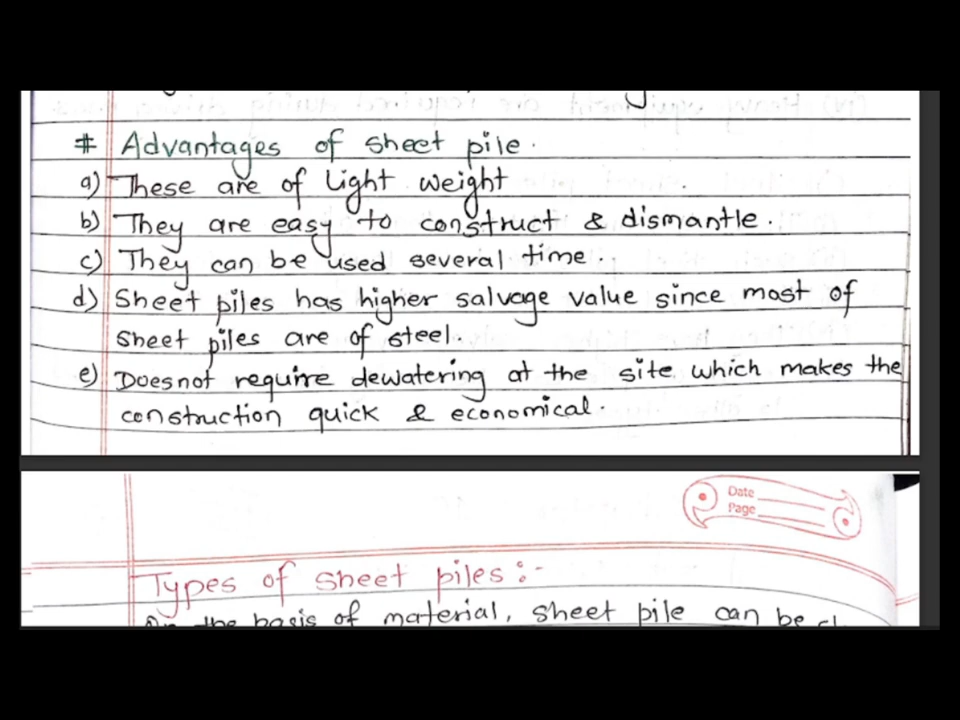 # Advantages of sheet pile.
a) These are of light weight
b) They are easy to construct & dismantle.
c) They can be used several time.
d) Sheet piles has higher salvage value since most of
sheet piles are of steel.
e) Does not require dewatering at the site which makes the
construction quick & economical.
Date
Page
Types of sheet piles:-
On the basis of material, sheet pile can be